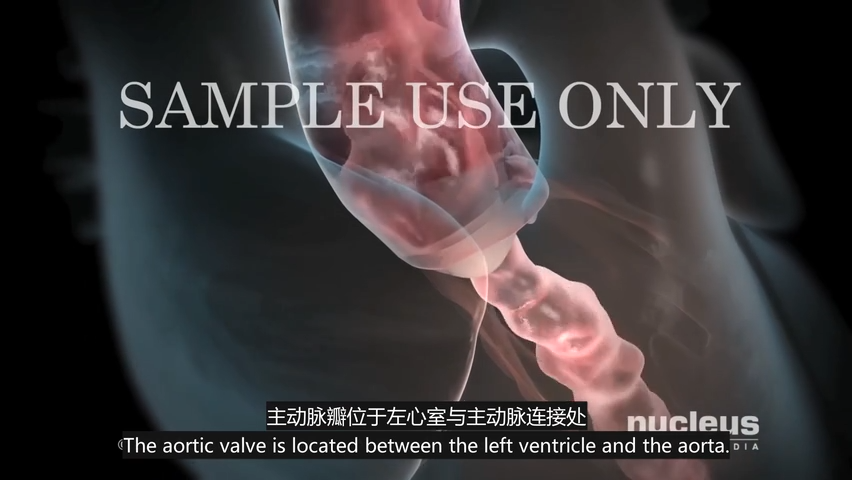 SAMPLE USE ONLY
主动脉瓣位于左心室与主动脉连接处
nucleus
DIA
The aortic valve is located between the left ventricle and the aorta.